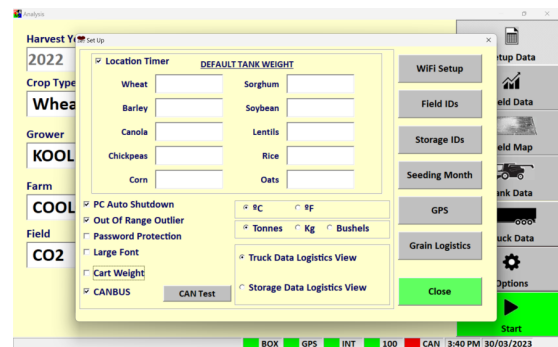 Analysis
Harvest Ye
2022
Crop Type
Whea
Grower
KOOL
Farm
COOL
Field
CO2
Set Up
Location Timer
DEFAULT TANK WEIGHT
Wheat Sorghum
Barley Soybean
Canola Lentils
Chickpeas Rice
Corn Oats
PC Auto Shutdown
Out Of Range Outlier
Password Protection
Large Font
Cart Weight
CANBUS
CAN Test
ºC ºF
Tonnes Kg Bushels
Truck Data Logistics View
Storage Data Logistics View
WiFi Setup
Field IDs
Storage IDs
Seeding Month
GPS
Grain Logistics
Close
tup Data
eld Data
eld Map
ank Data
uck Data
Options
Start
BOX GPS INT 100 CAN 3:40 PM 30/03/2023